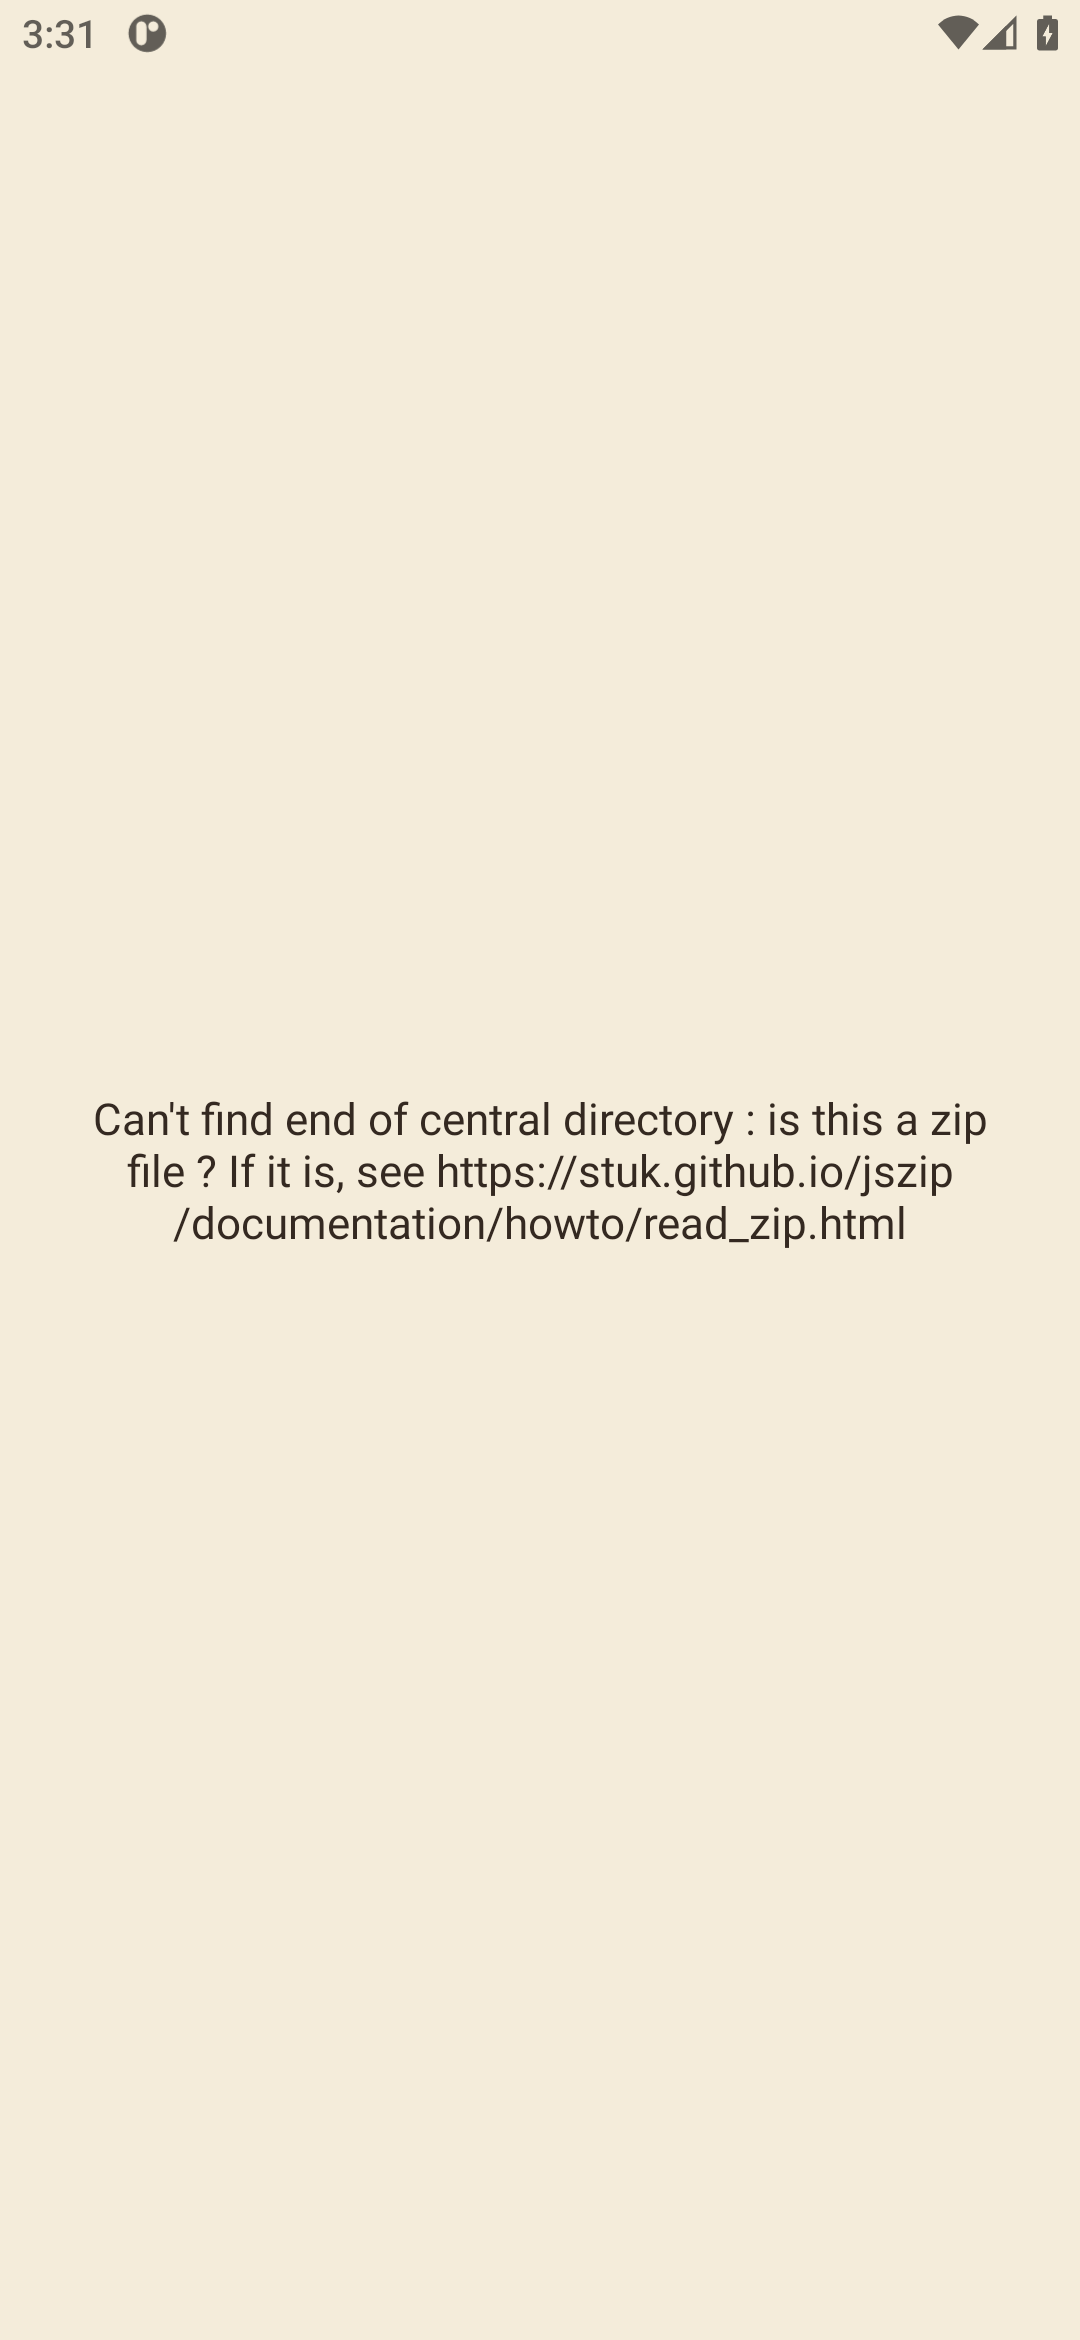 3:31
Can't find end of central directory : is this a zip
file ? If it is, see https://stuk.github.io/jszip
/documentation/howto/read_zip.html